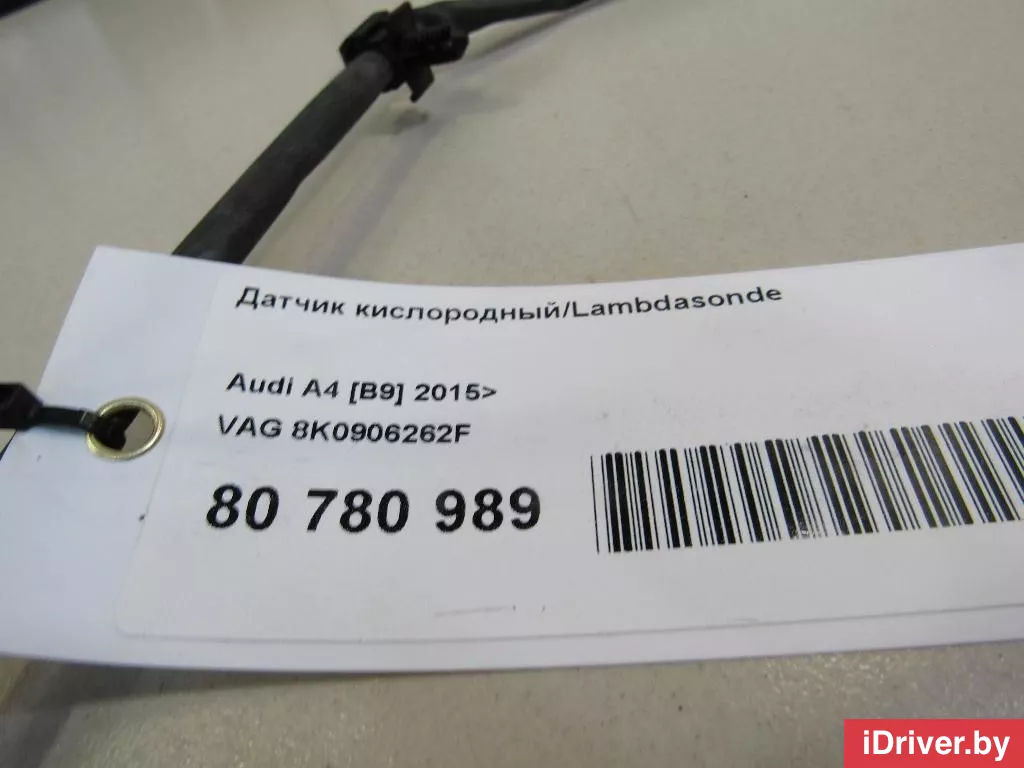 Датчик кислородный/Lambdasonde
Audi A4 [B9] 2015>
VAG 8K0906262F
80 780 989
iDriver.by